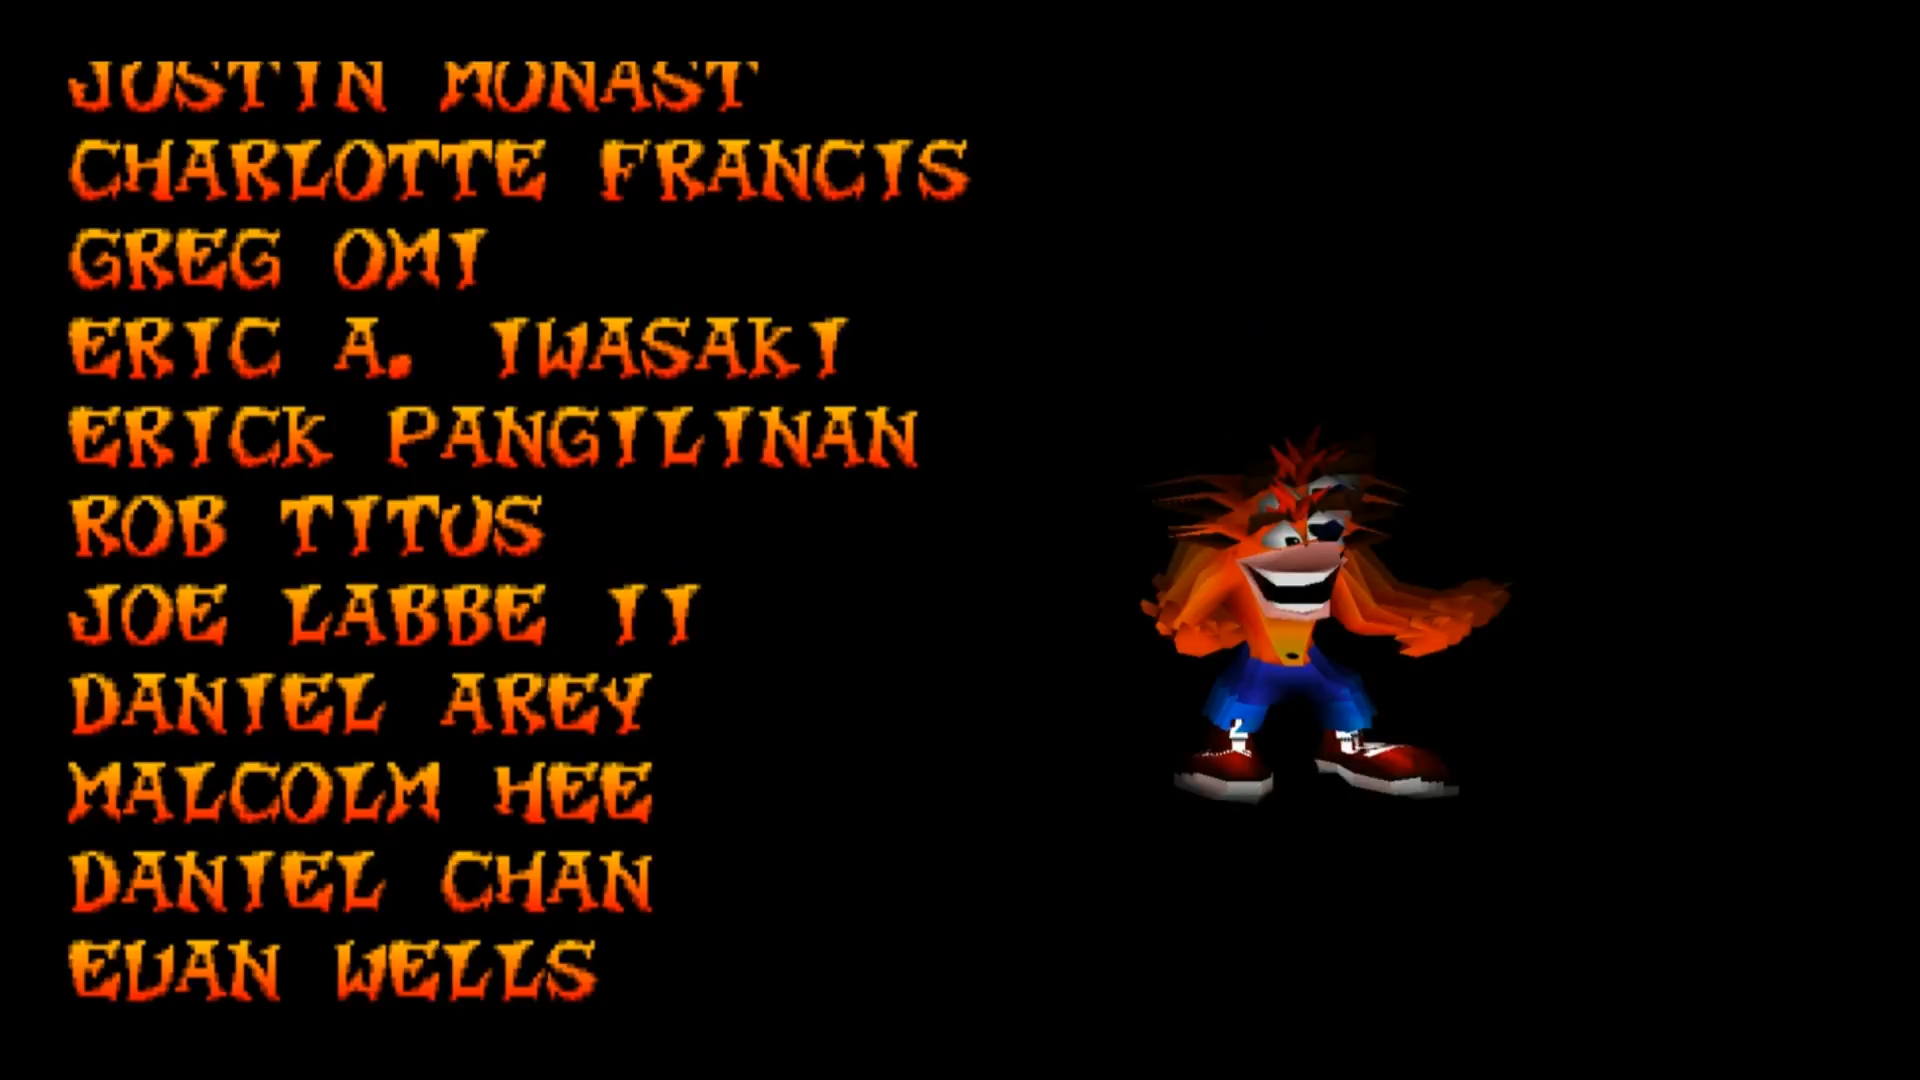 JUSTIN MONAST
CHARLOTTE FRANCIS
GREG OMI
ERIC A. IWASAKI
ERICK PANGILINAN
ROB TITUS
JOE LABBE II
DANIEL AREY
MALCOLM HEE
DANIEL CHAN
EVAN WELLS